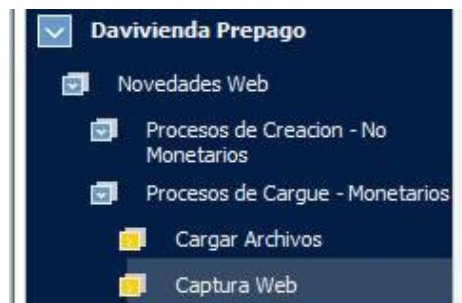 Davivienda Prepago
Novedades Web
Procesos de Creacion - No
Monetarios
Procesos de Cargue - Monetarios
Cargar Archivos
Captura Web